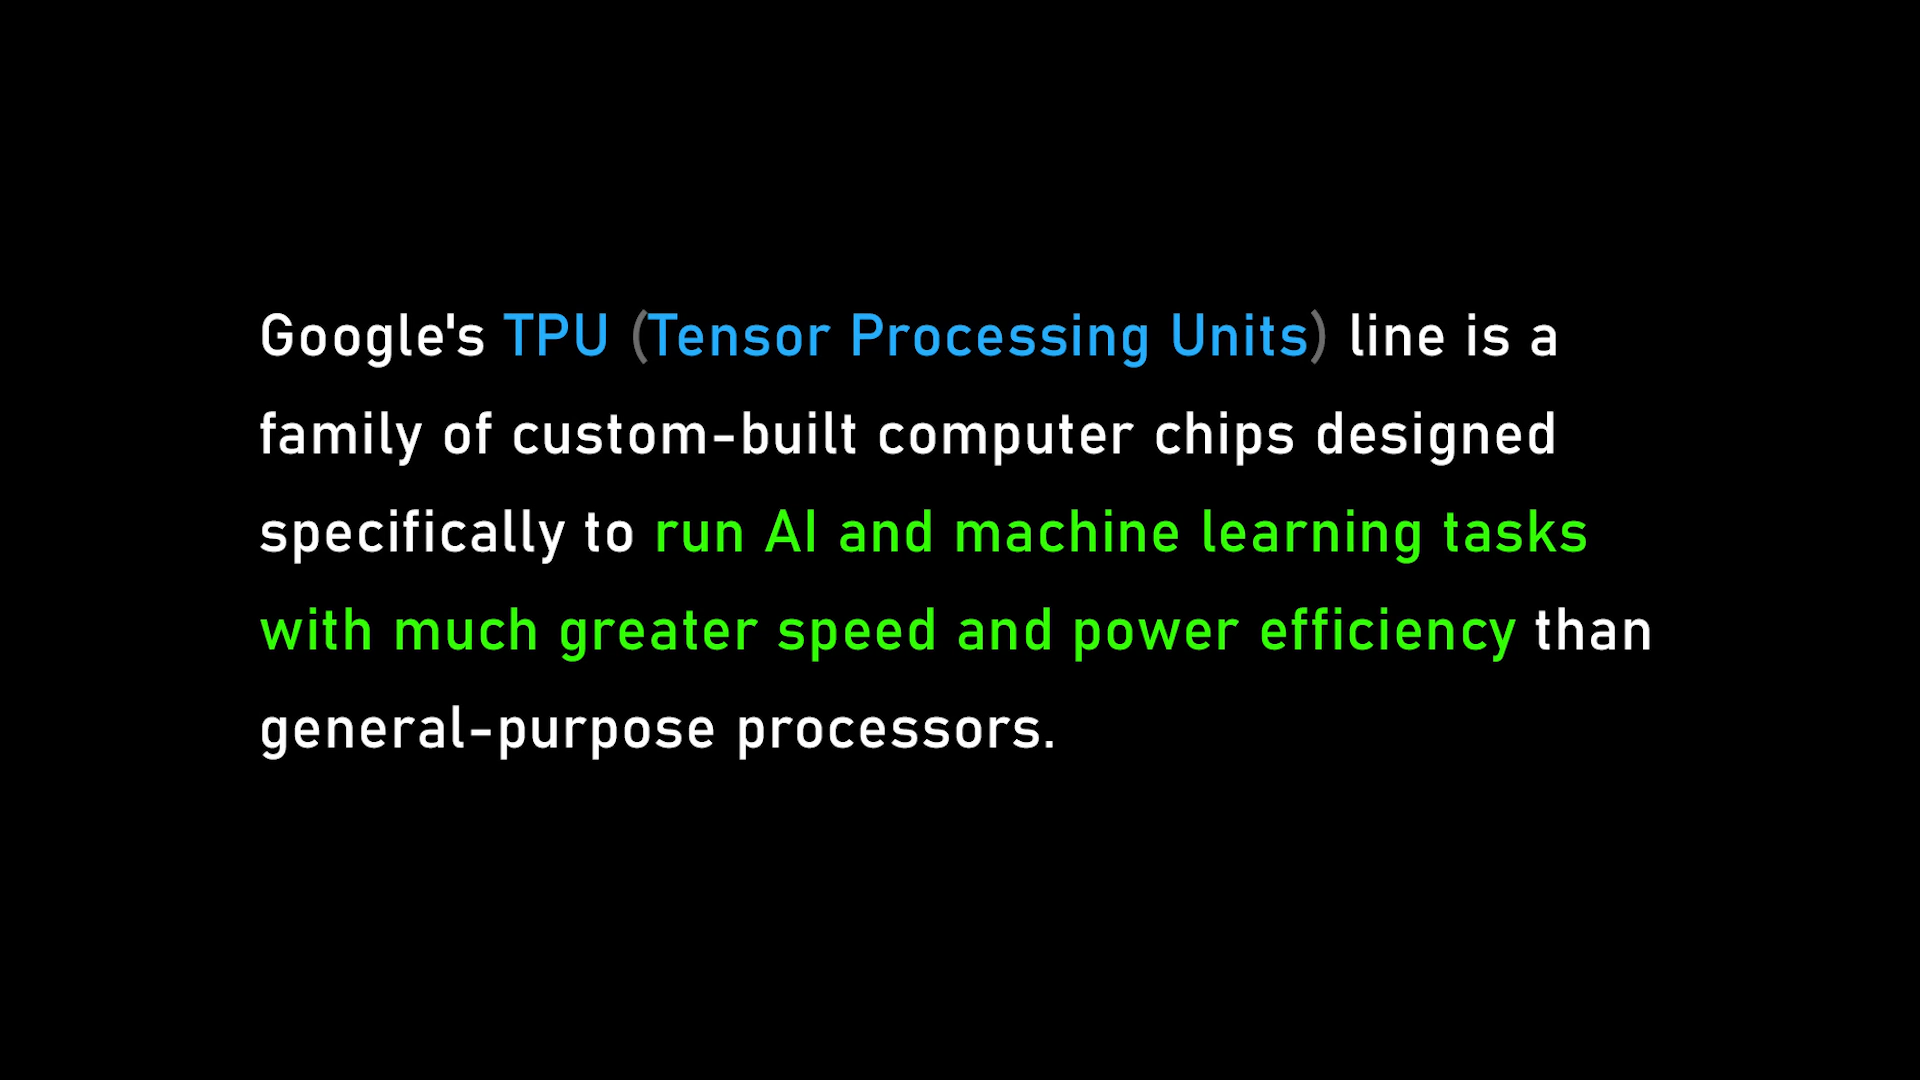 Google's TPU (Tensor Processing Units) line is a
family of custom-built computer chips designed
specifically to run AI and machine learning tasks
with much greater speed and power efficiency than
general-purpose processors.